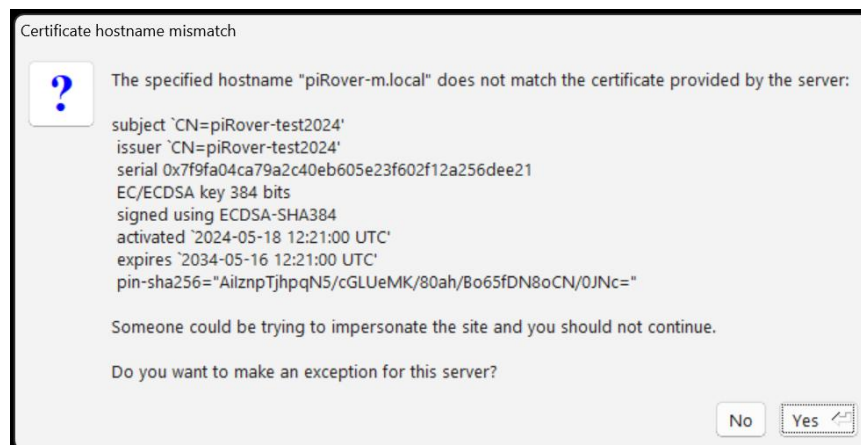 Certificate hostname mismatch
?
The specified hostname "piRover-m.local" does not match the certificate provided by the server:
subject `CN=piRover-test2024'
issuer `CN=piRover-test2024'
serial 0x7f9fa04ca79a2c40eb605e23f602f12a256dee21
EC/ECDSA key 384 bits
signed using ECDSA-SHA384
activated `2024-05-18 12:21:00 UTC'
expires `2034-05-16 12:21:00 UTC'
pin-sha256="AiIznpTjhpqN5/cGLUeMK/80ah/Bo65fDN8oCN/0JNc="
Someone could be trying to impersonate the site and you should not continue.
Do you want to make an exception for this server?
No Yes